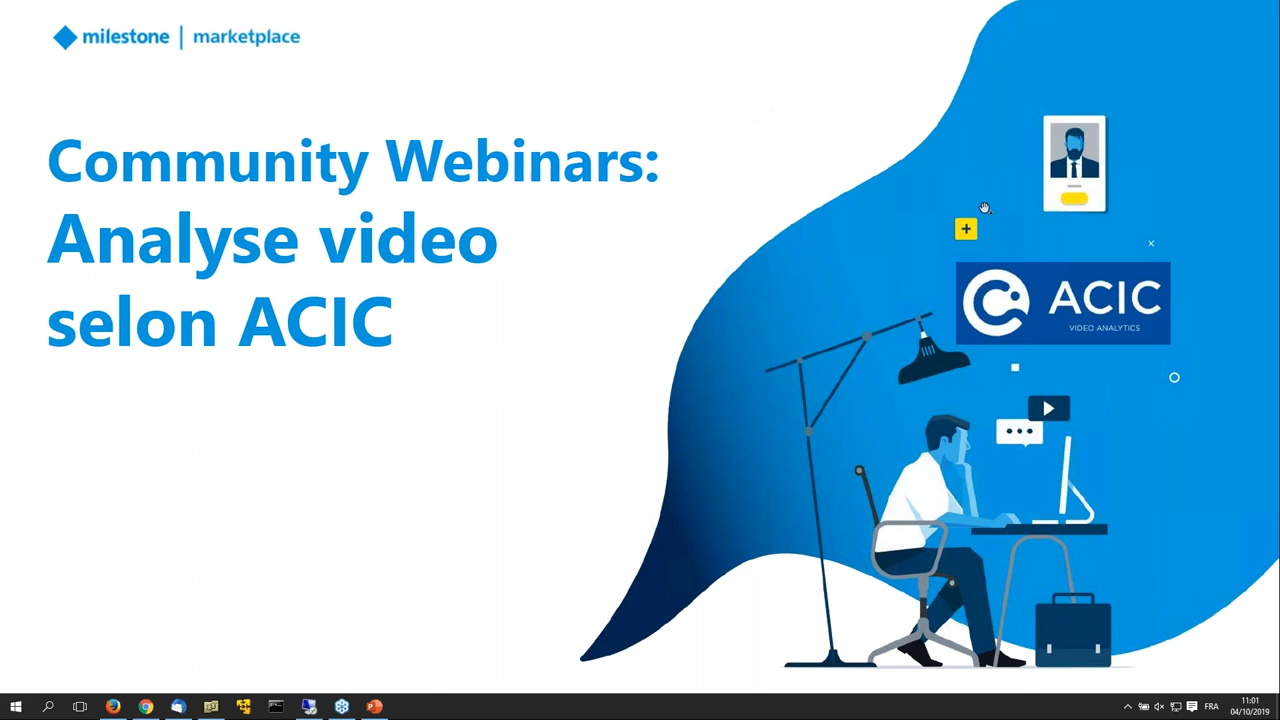 milestone | marketplace
Community Webinars:
Analyse video
selon ACIC
ACIC
VIDEO ANALYTICS
FRA
11:01
04/10/2019